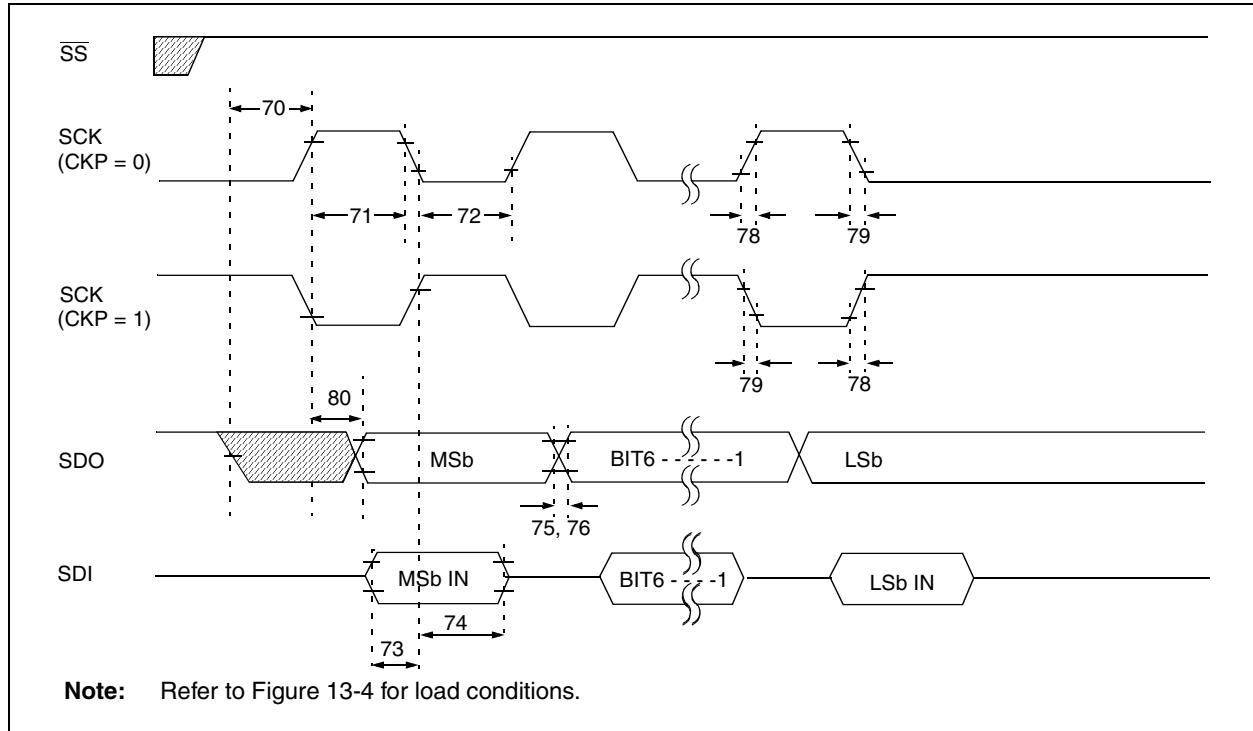 SS
70
SCK
(CKP = 0)
71
72
78
79
SCK
(CKP = 1)
79
78
80
SDO
MSb
BIT6 - - - - - -1
LSb
75, 76
SDI
MSb IN
BIT6 - - - - -1
LSb IN
74
73
Note: Refer to Figure 13-4 for load conditions.